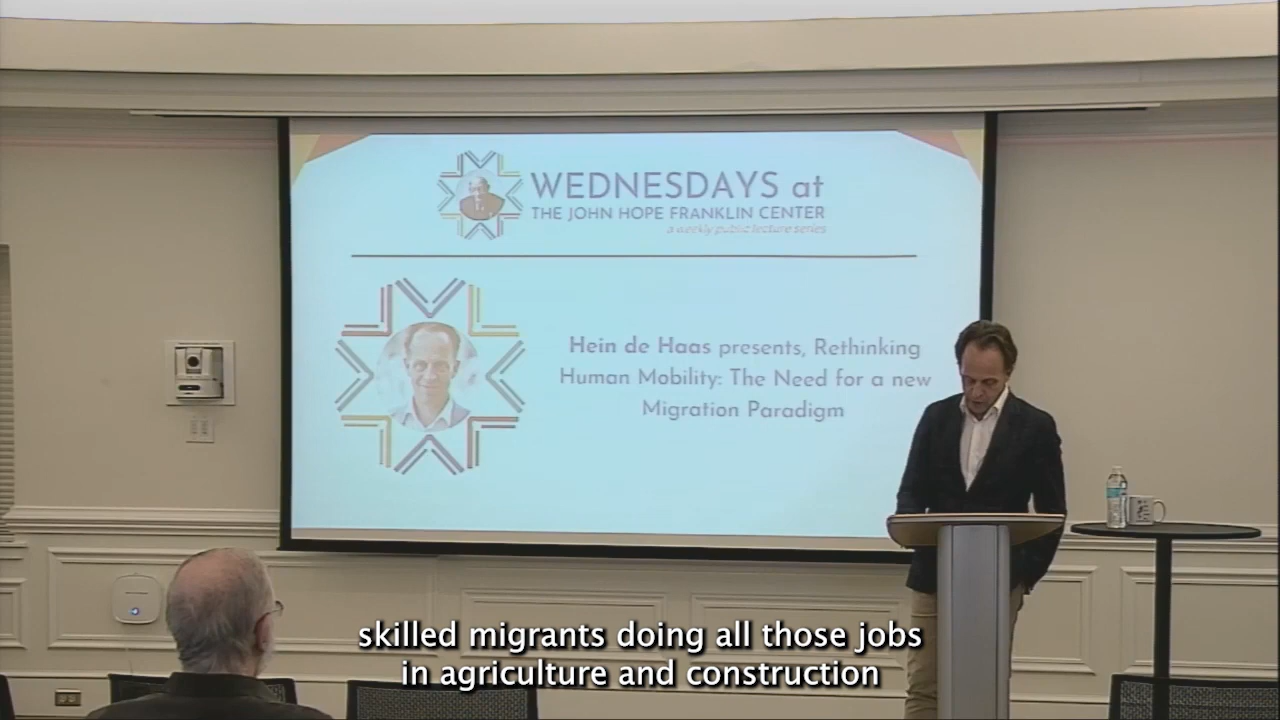 WEDNESDAYS at
THE JOHN HOPE FRANKLIN CENTER
a weekly public lecture series
Hein de Haas presents, Rethinking
Human Mobility: The Need for a new
Migration Paradigm
skilled migrants doing all those jobs
in agriculture and construction